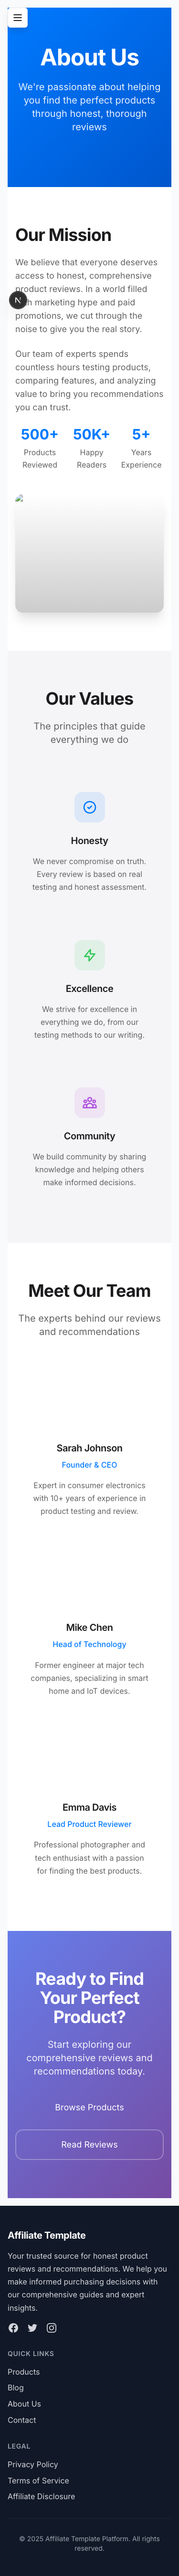 About Us
We're passionate about helping
you find the perfect products
through honest, thorough
reviews
Our Mission
We believe that everyone deserves
access to honest, comprehensive
product reviews. In a world filled
with marketing hype and paid
promotions, we cut through the
noise to give you the real story.
Our team of experts spends
countless hours testing products,
comparing features, and analyzing
value to bring you recommendations
you can trust.
500+ 50K+ 5+
Products Happy Years
Reviewed Readers Experience
Our Values
The principles that guide
everything we do
Honesty
We never compromise on truth.
Every review is based on real
testing and honest assessment.
Excellence
We strive for excellence in
everything we do, from our
testing methods to our writing.
Community
We build community by sharing
knowledge and helping others
make informed decisions.
Meet Our Team
The experts behind our reviews
and recommendations
Sarah Johnson
Founder & CEO
Expert in consumer electronics
with 10+ years of experience in
product testing and review.
Mike Chen
Head of Technology
Former engineer at major tech
companies, specializing in smart
home and IoT devices.
Emma Davis
Lead Product Reviewer
Professional photographer and
tech enthusiast with a passion
for finding the best products.
Ready to Find
Your Perfect
Product?
Start exploring our
comprehensive reviews and
recommendations today.
Browse Products
Read Reviews
Affiliate Template
Your trusted source for honest product
reviews and recommendations. We help you
make informed purchasing decisions with
our comprehensive guides and expert
insights.
QUICK LINKS
Products
Blog
About Us
Contact
LEGAL
Privacy Policy
Terms of Service
Affiliate Disclosure
© 2025 Affiliate Template Platform. All rights
reserved.